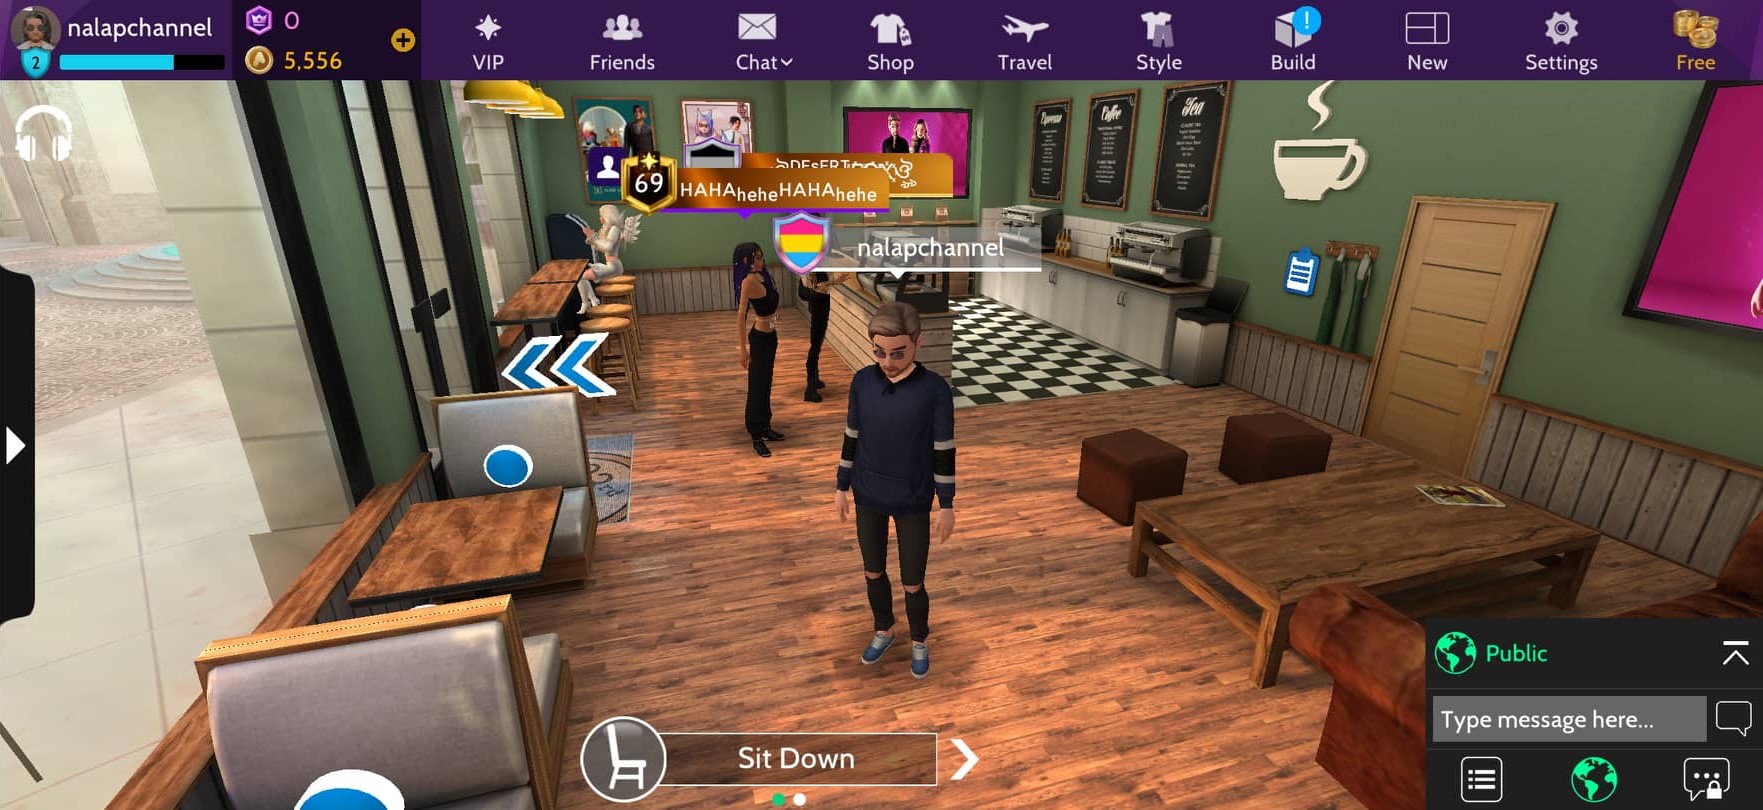 nalapchannel
2
0
5,556
VIP
Friends
Chat
Shop
Travel
Style
Build
!
New
Settings
Free
Espresso
Coffee
Tea
69
HAHAheheHAHAhehe
nalapchannel
Sit Down
Public
Type message here...